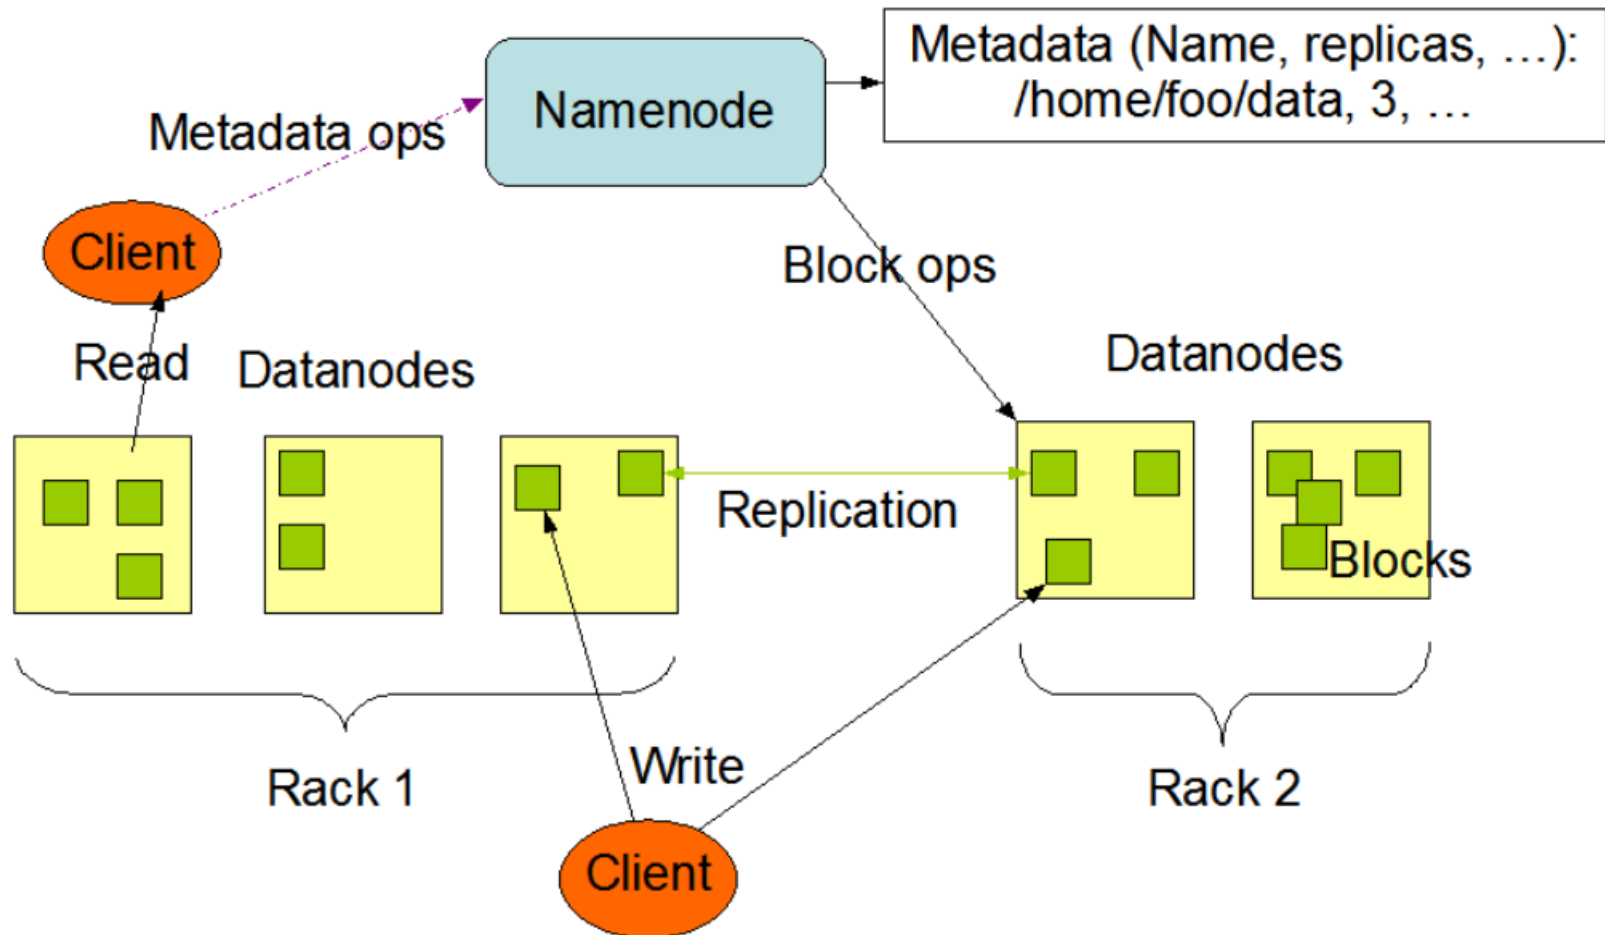 Metadata (Name, replicas, …):
/home/foo/data, 3, …
Namenode
Metadata ops
Client
Block ops
Read
Datanodes
Datanodes
Replication
Blocks
Rack 1
Write
Rack 2
Client